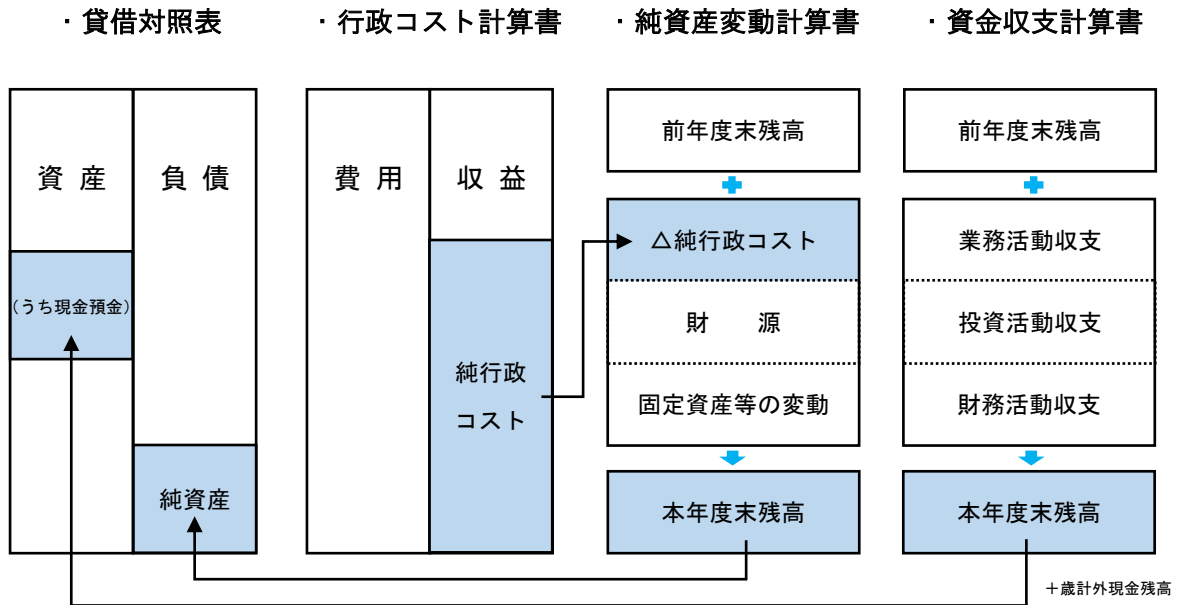 ・貸借対照表
資産
負債
(うち現金預金)
純資産
・行政コスト計算書
費用
収益
純行政
コスト
・純資産変動計算書
前年度末残高
△純行政コスト
財　源
固定資産等の変動
本年度末残高
・資金収支計算書
前年度末残高
業務活動収支
投資活動収支
財務活動収支
本年度末残高
＋歳計外現金残高